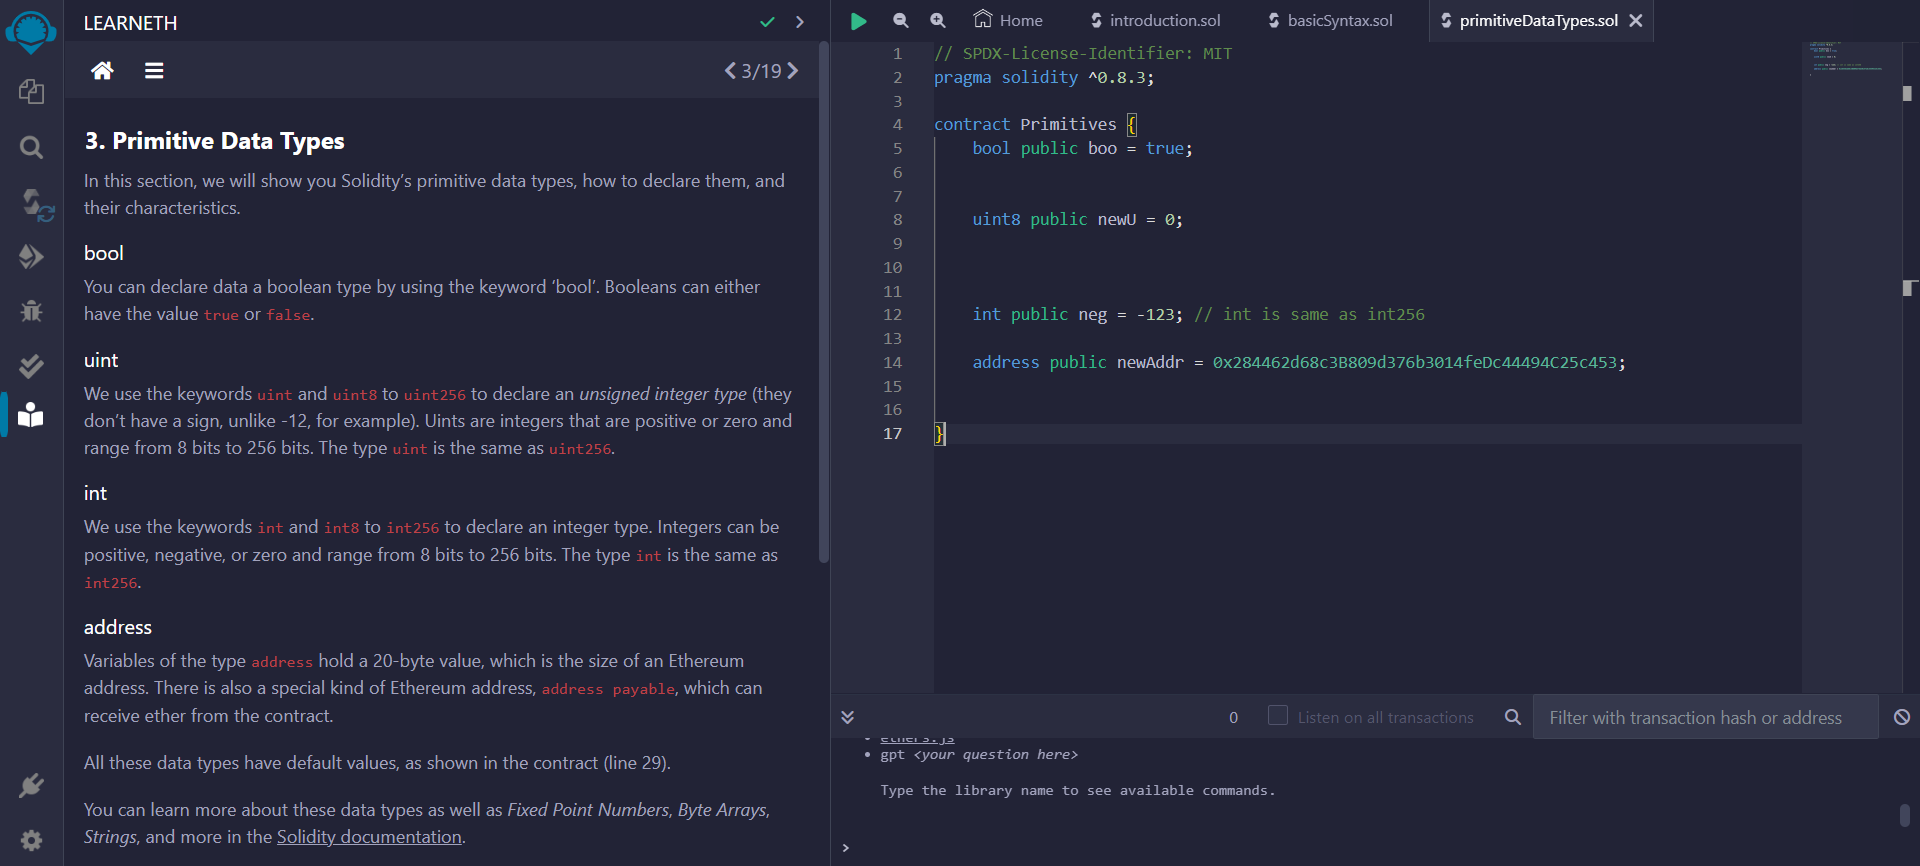 LEARNETH
3/19
3. Primitive Data Types
In this section, we will show you Solidity’s primitive data types, how to declare them, and
their characteristics.
bool
You can declare data a boolean type by using the keyword ‘bool’. Booleans can either
have the value true or false.
uint
We use the keywords uint and uint8 to uint256 to declare an unsigned integer type (they
don’t have a sign, unlike -12, for example). Uints are integers that are positive or zero and
range from 8 bits to 256 bits. The type uint is the same as uint256.
int
We use the keywords int and int8 to int256 to declare an integer type. Integers can be
positive, negative, or zero and range from 8 bits to 256 bits. The type int is the same as
int256.
address
Variables of the type address hold a 20-byte value, which is the size of an Ethereum
address. There is also a special kind of Ethereum address, address payable, which can
receive ether from the contract.
All these data types have default values, as shown in the contract (line 29).
You can learn more about these data types as well as Fixed Point Numbers, Byte Arrays,
Strings, and more in the Solidity documentation.
Home introduction.sol basicSyntax.sol primitiveDataTypes.sol
1 // SPDX-License-Identifier: MIT
2 pragma solidity ^0.8.3;
3
4 contract Primitives {
5 bool public boo = true;
6
7
8 uint8 public newU = 0;
9
10
11
12 int public neg = -123; // int is same as int256
13
14 address public newAddr = 0x284462d68c3B809d376b3014feDc44494C25c453;
15
16
17 }
0 Listen on all transactions Filter with transaction hash or address
• ethers.js
• gpt <your question here>
Type the library name to see available commands.
>